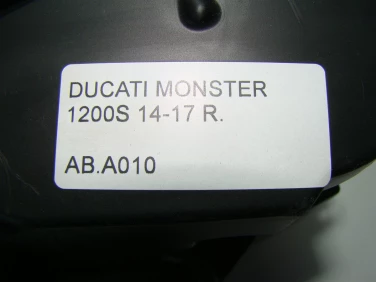 DUCATI MONSTER
1200S 14-17 R.
AB.A010